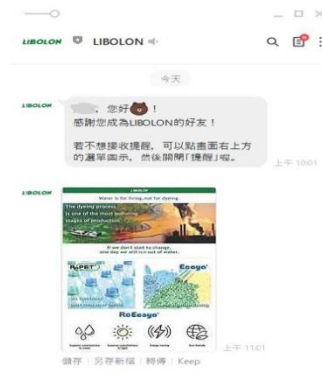 LIBOLON LIBOLON
今天
LIBOLON
，您好！
感謝您成為LIBOLON的好友！
若不想接收提醒，可以點畫面右上方
的選單圖示，然後關閉「提醒」喔。
上午 10:01
LIBOLON
LIBOLON
Water is for living,not for dyeing.
The dyeing process
is one of the most polluting
stages of production.
If we don't start to change,
one day we will run out of water.
RePET
Ecoya
ReEcoya
上午 11:01
儲存 另存新檔 轉傳 Keep